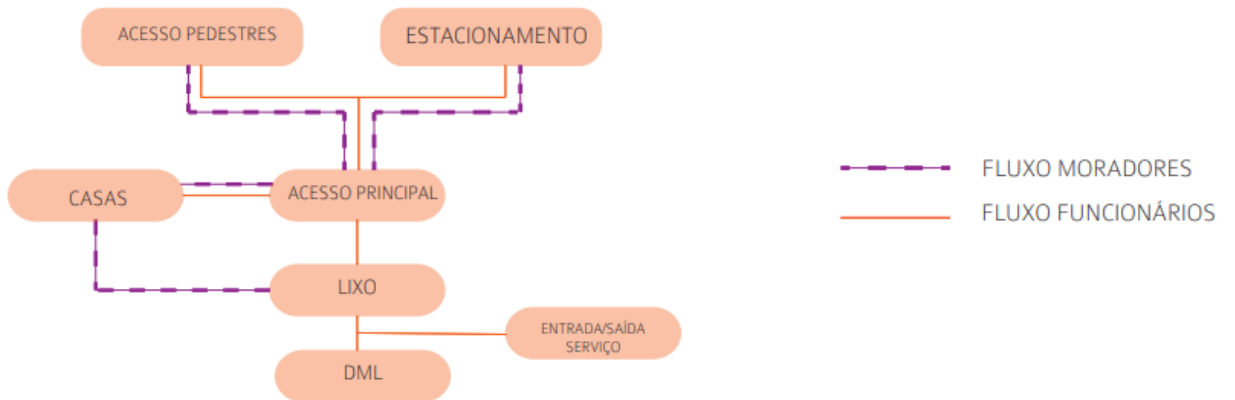 ACESSO PEDESTRES
ESTACIONAMENTO
FLUXO MORADORES
CASAS
ACESSO PRINCIPAL
FLUXO FUNCIONÁRIOS
LIXO
ENTRADA/SAÍDA
SERVIÇO
DML